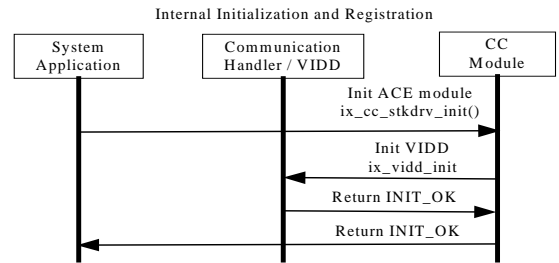 Internal Initialization and Registration
System
Application
Communication
Handler / VIDD
CC
Module
Init ACE module
ix_cc_stkdrv_init()
Init VIDD
ix_vidd_init
Return INIT_OK
Return INIT_OK